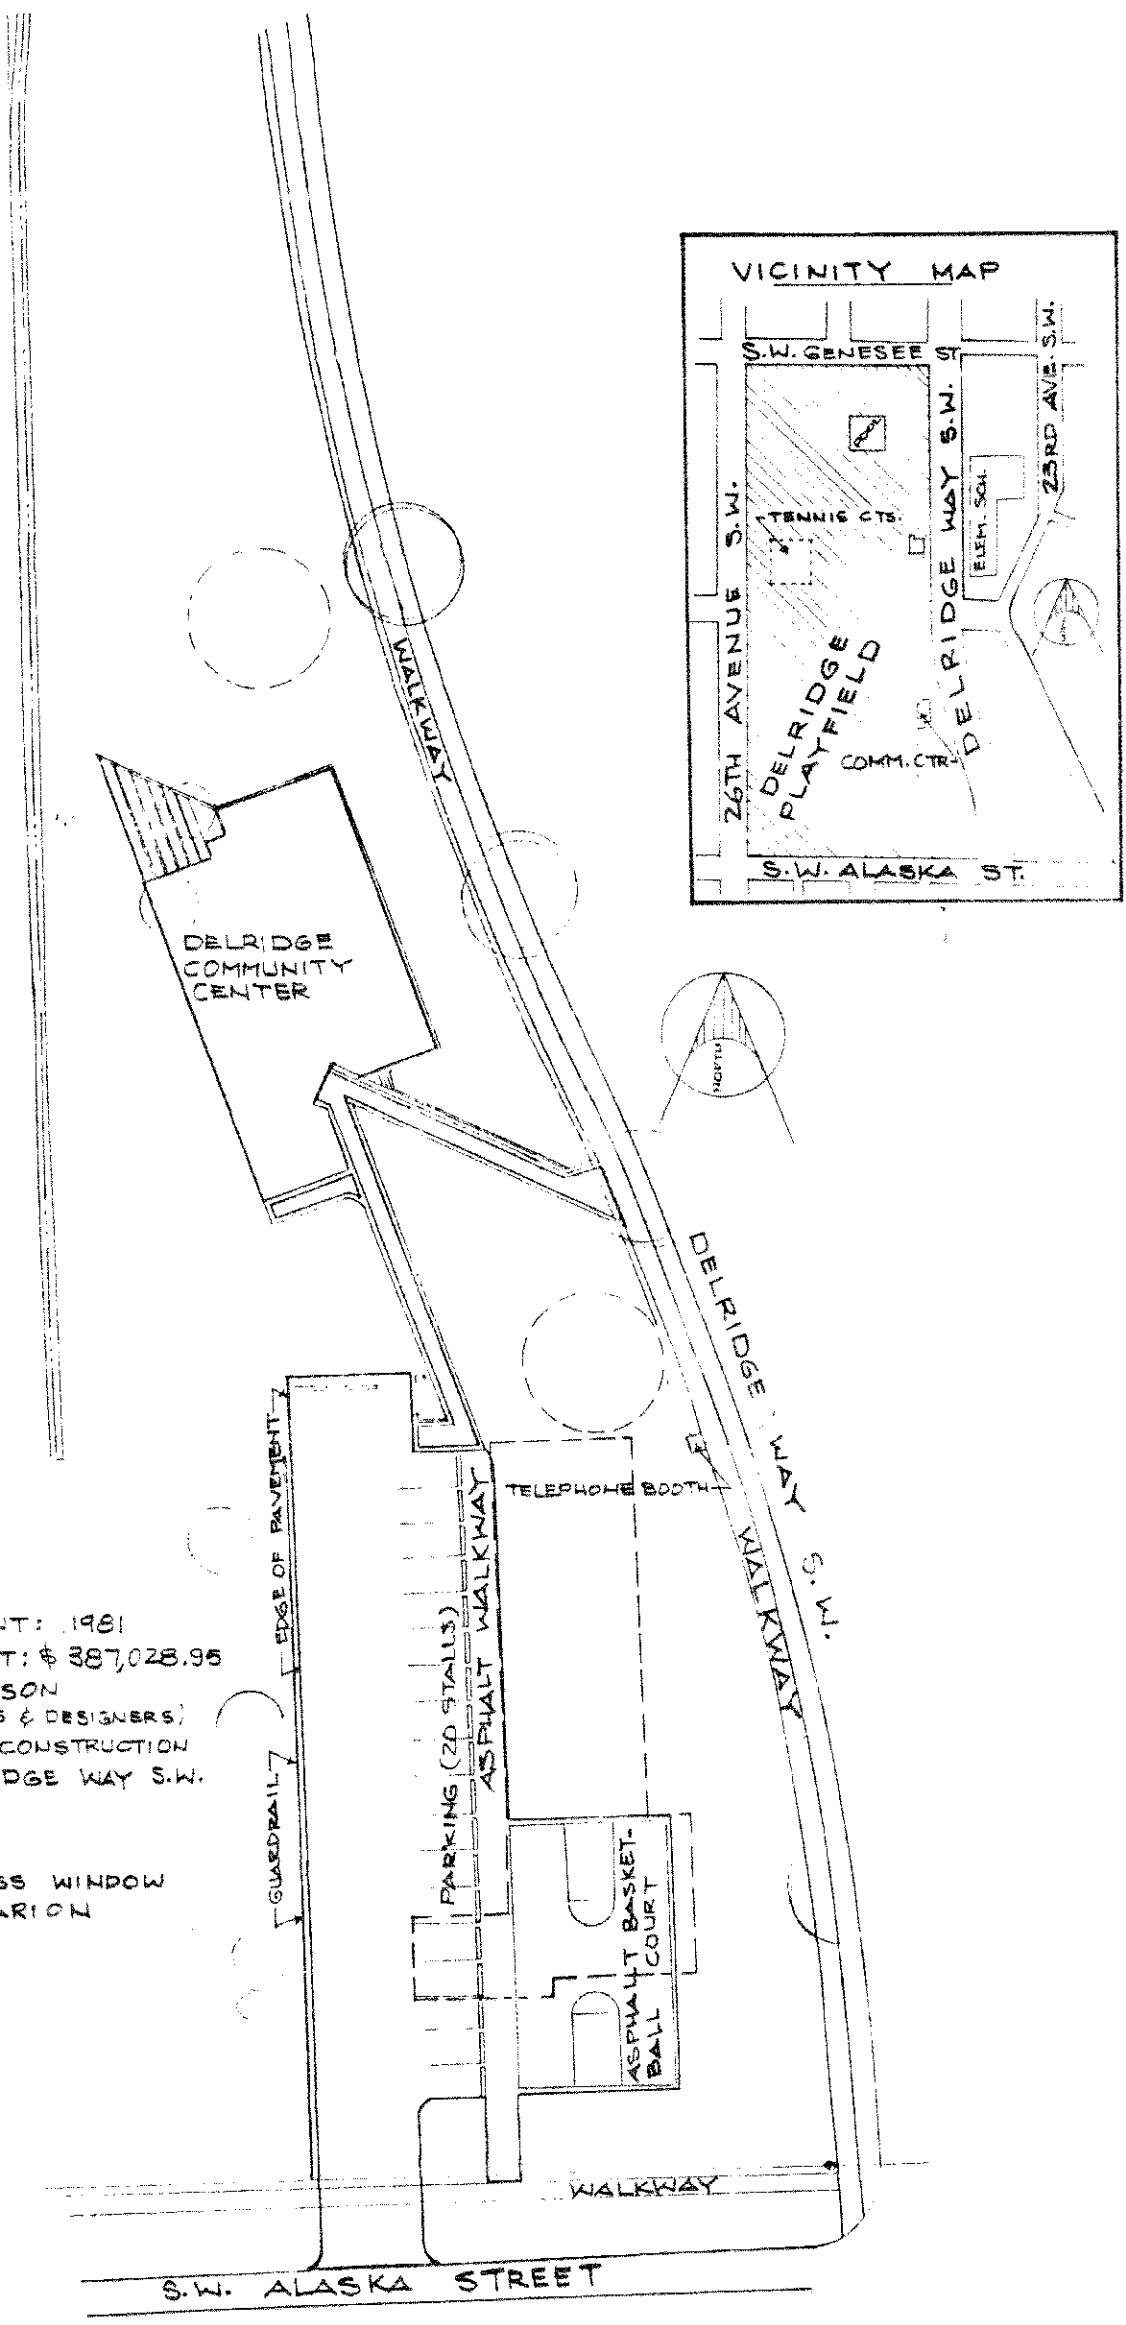 VICINITY MAP
S.W. GENESEE ST
23RD AVE. S.W.
DELRIDGE WAY S.W.
ELEM. SCH.
TENNIS CTS.
26TH AVENUE S.W.
DELRIDGE
PLAYFIELD
COMM. CTR.
S.W. ALASKA ST.
WALKWAY
DELRIDGE
COMMUNITY
CENTER
NORTH
DELRIDGE WAY S.W.
EDGE OF PAVEMENT
TELEPHONE BOOTH
ASPHALT WALKWAY
PARKING (20 STALLS)
WALKWAY
NT: 1981
T: $ 387,028.95
SON
S & DESIGNERS)
CONSTRUCTION
DGE WAY S.W.
GUARDRAIL
SS WINDOW
ARION
ASPHALT BASKET-
BALL COURT
WALKWAY
S.W. ALASKA STREET